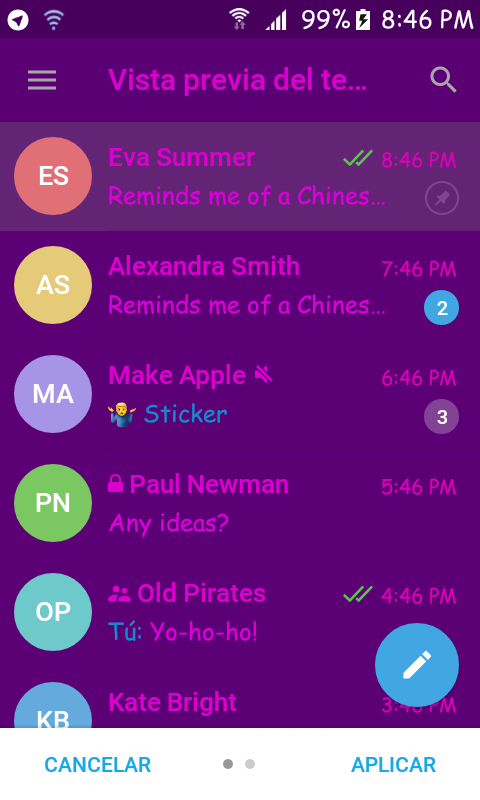 99% 8:46 PM
Vista previa del te...
ES Eva Summer 8:46 PM
Reminds me of a Chines...
AS Alexandra Smith 7:46 PM
Reminds me of a Chines... 2
MA Make Apple 6:46 PM
🤷‍♂️ Sticker 3
PN Paul Newman 5:46 PM
Any ideas?
OP Old Pirates 4:46 PM
Tú: Yo-ho-ho!
KB Kate Bright 3:46 PM
CANCELAR APLICAR